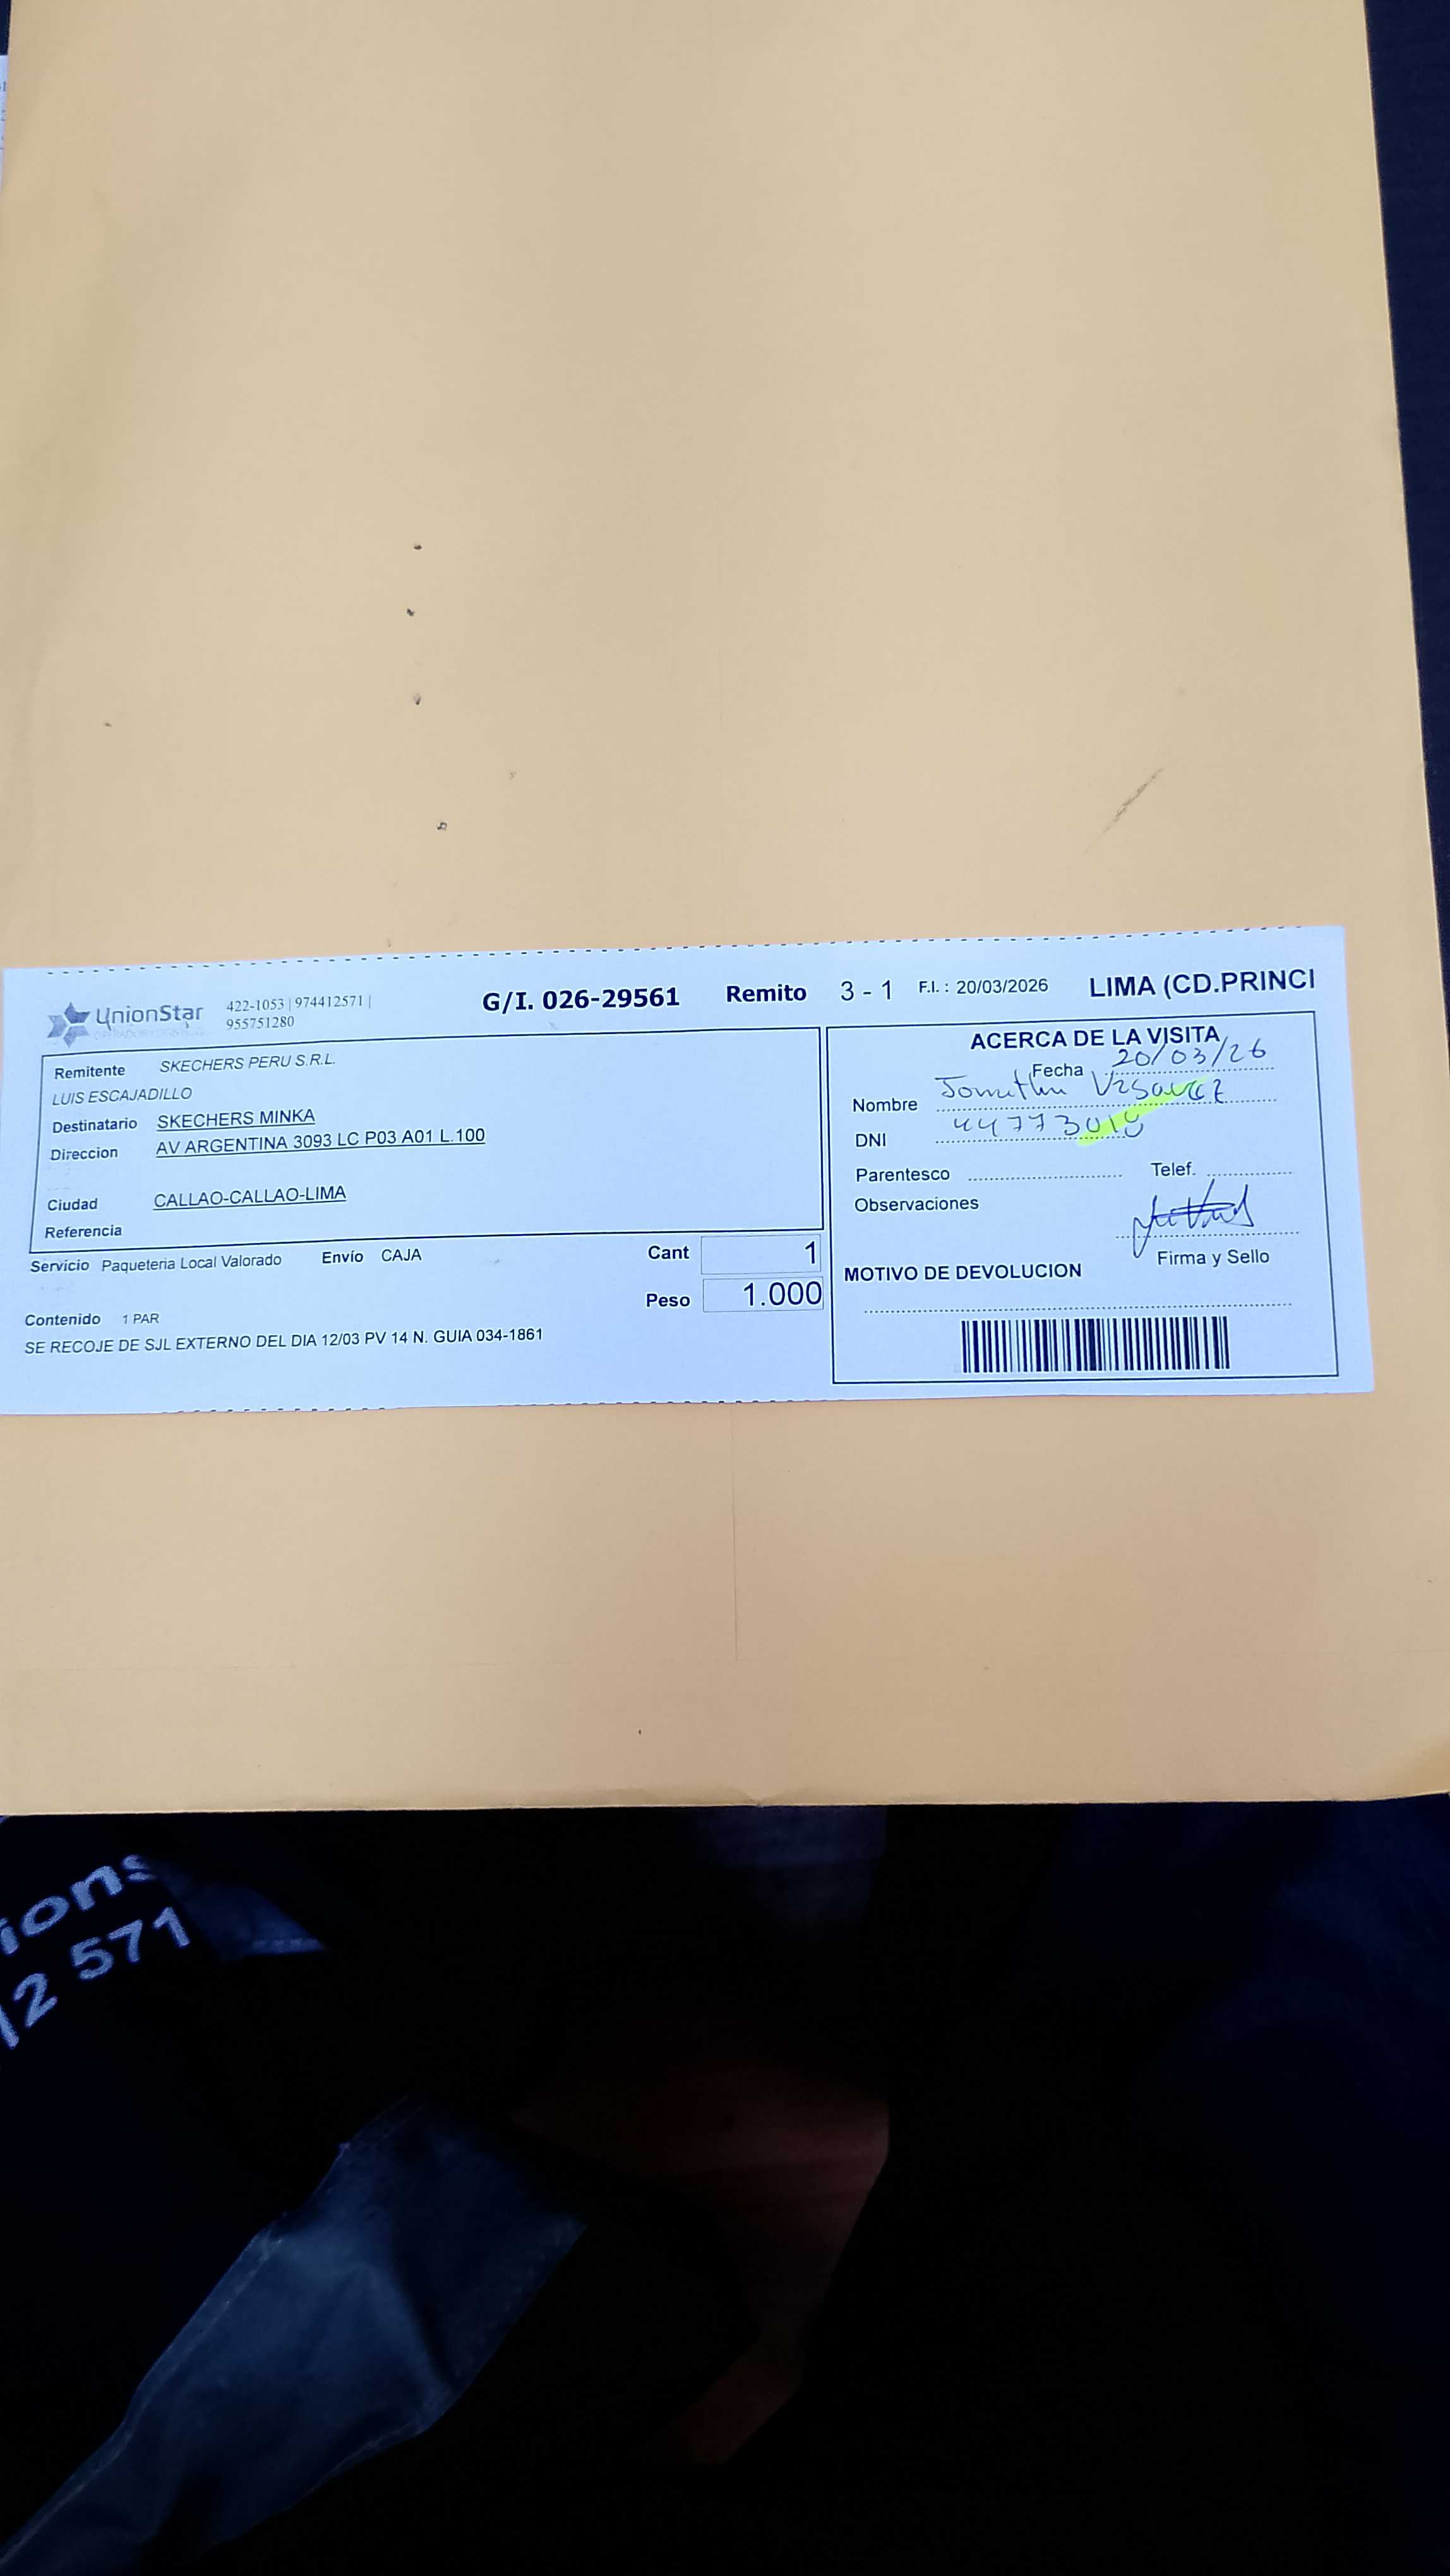 UnionStar
422-1053 | 974412571 |
955751280
G/I. 026-29561 Remito 3 - 1 F.I. : 20/03/2026 LIMA (CD.PRINCI
Remitente SKECHERS PERU S.R.L.
LUIS ESCAJADILLO
Destinatario SKECHERS MINKA
Direccion AV ARGENTINA 3093 LC P03 A01 L.100
Ciudad CALLAO-CALLAO-LIMA
Referencia
Servicio Paqueteria Local Valorado Envío CAJA
Cant 1
Peso 1.000
Contenido 1 PAR
SE RECOJE DE SJL EXTERNO DEL DIA 12/03 PV 14 N. GUIA 034-1861
ACERCA DE LA VISITA
Fecha 20/03/26
Nombre
DNI 44773018
Parentesco Telef.
Observaciones
Firma y Sello
MOTIVO DE DEVOLUCION
ions
12 571